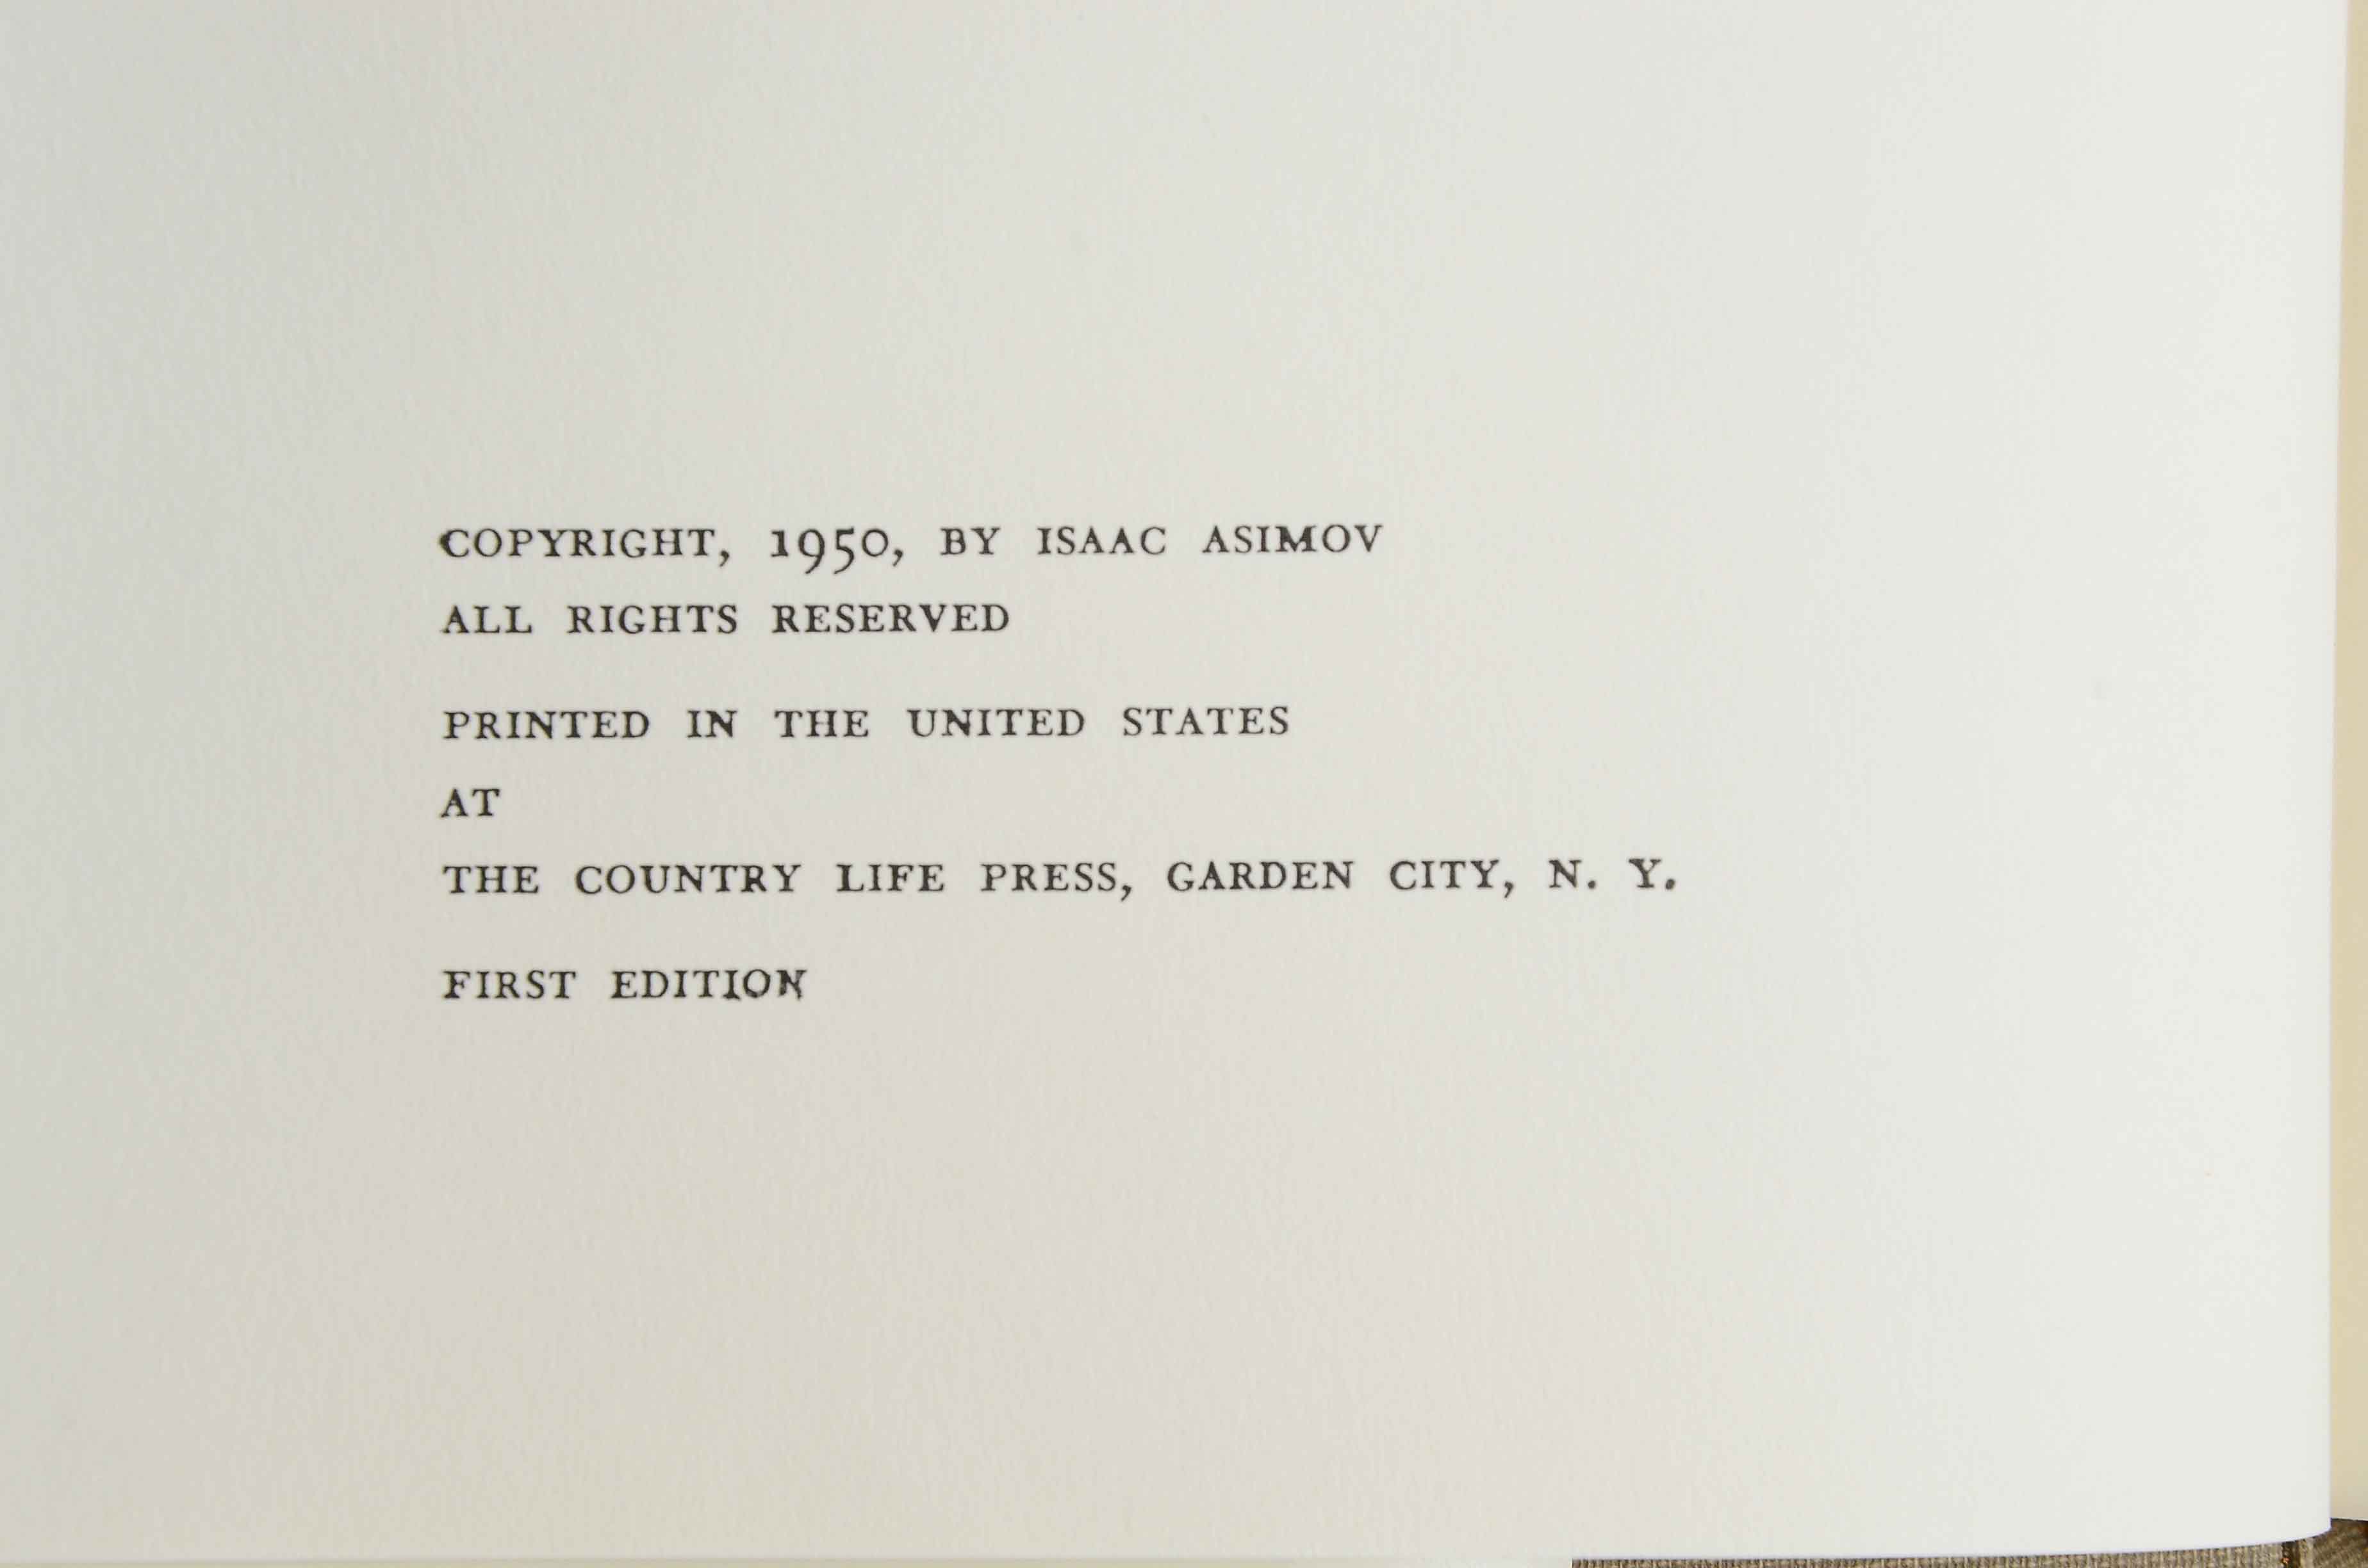 COPYRIGHT, 1950, BY ISAAC ASIMOV
ALL RIGHTS RESERVED
PRINTED IN THE UNITED STATES
AT
THE COUNTRY LIFE PRESS, GARDEN CITY, N. Y.
FIRST EDITION